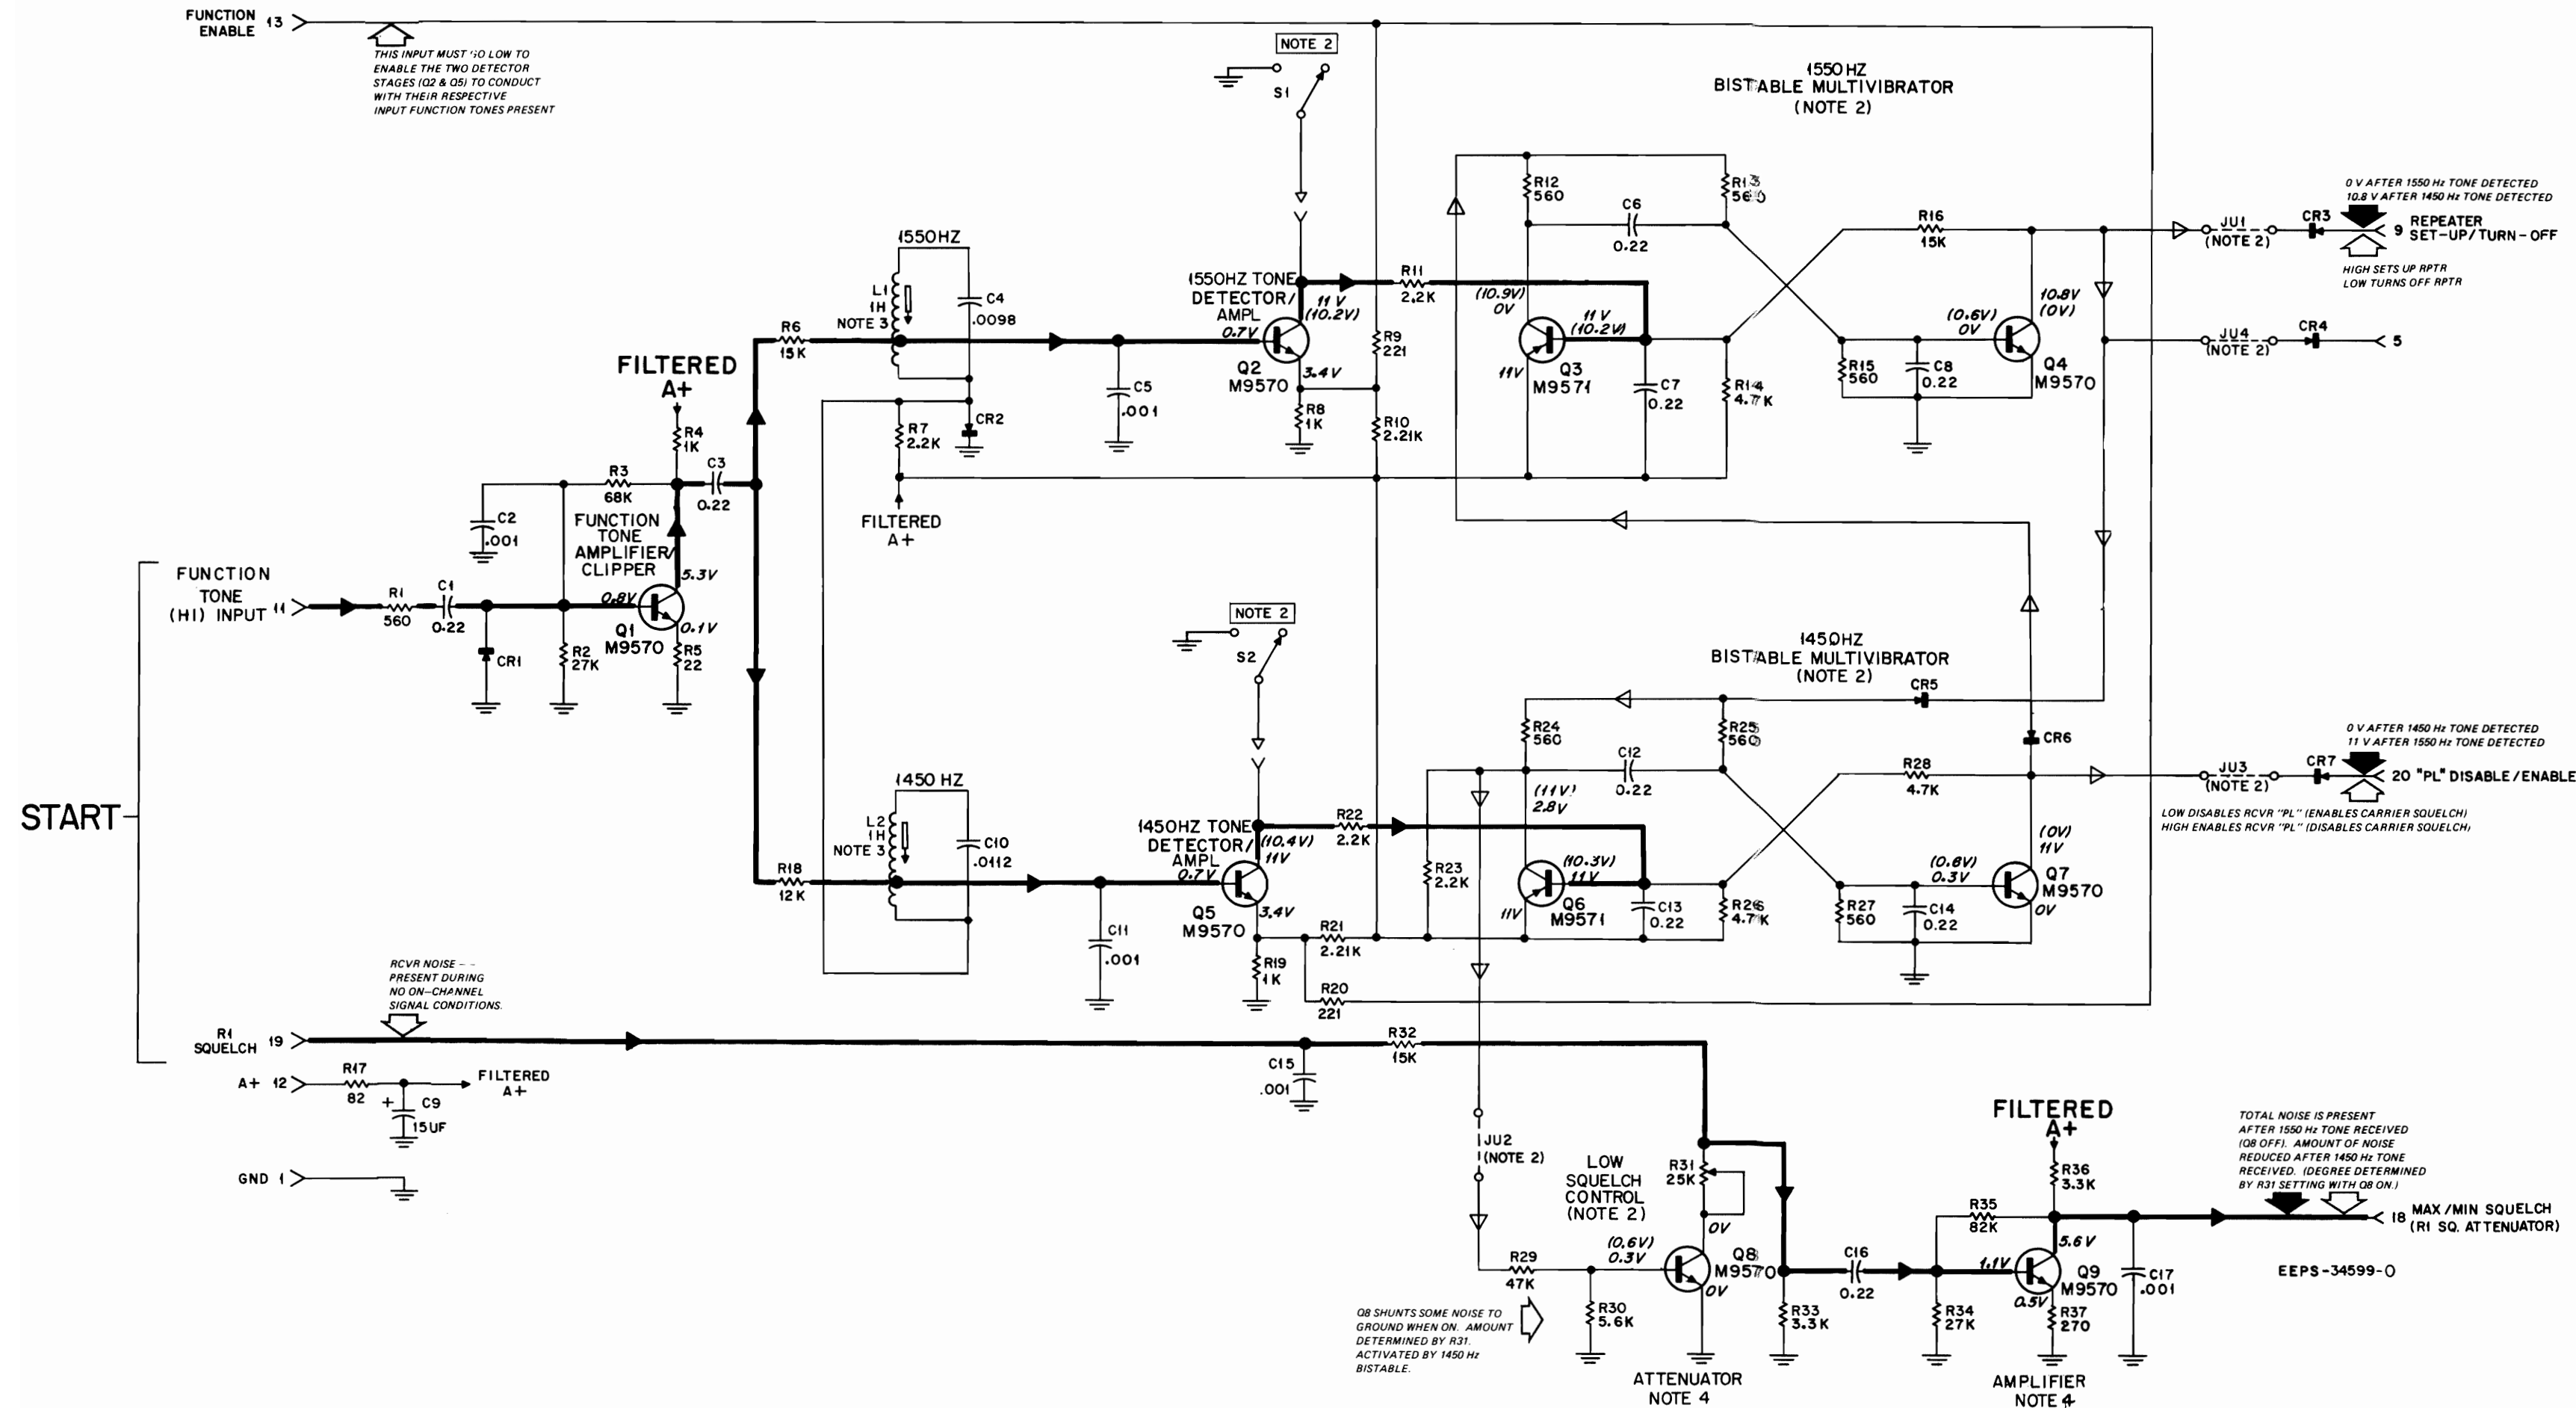 FUNCTION
ENABLE 13
THIS INPUT MUST GO LOW TO
ENABLE THE TWO DETECTOR
STAGES (Q2 & Q5) TO CONDUCT
WITH THEIR RESPECTIVE
INPUT FUNCTION TONES PRESENT
NOTE 2
S1
1550 HZ
BISTABLE MULTIVIBRATOR
(NOTE 2)
R12
560
R13
560
C6
0.22
R16
15K
0 V AFTER 1550 Hz TONE DETECTED
10.8 V AFTER 1450 Hz TONE DETECTED
JU1
(NOTE 2)
CR3
9 REPEATER
SET-UP/TURN-OFF
HIGH SETS UP RPTR
LOW TURNS OFF RPTR
1550HZ
L1
1H
NOTE 3
C4
.0098
1550HZ TONE
DETECTOR/
AMPL
11 V
(10.2V)
0.7V
Q2
M9570
3.4V
R11
2.2K
(10.9V)
0V
11 V
(10.2V)
11V
Q3
M9571
R9
221
R8
1K
R10
2.21K
C7
0.22
R14
4.7K
R15
560
C8
0.22
(0.6V)
0V
10.8V
(0V)
Q4
M9570
JU4
(NOTE 2)
CR4
5
R6
15K
C5
.001
R7
2.2K
CR2
FILTERED
A+
FILTERED
A+
R4
1K
R3
68K
C3
0.22
C2
.001
FUNCTION
TONE
AMPLIFIER/
CLIPPER
5.3V
0.8V
0.1V
Q1
M9570
START
FUNCTION
TONE
(HI) INPUT 11
R1
560
C1
0.22
CR1
R2
27K
R5
22
NOTE 2
S2
1450HZ
BISTABLE MULTIVIBRATOR
(NOTE 2)
CR5
R24
560
R25
560
C12
0.22
R28
4.7K
CR6
0 V AFTER 1450 Hz TONE DETECTED
11 V AFTER 1550 Hz TONE DETECTED
JU3
(NOTE 2)
CR7
20 "PL" DISABLE/ENABLE
LOW DISABLES RCVR "PL" (ENABLES CARRIER SQUELCH)
HIGH ENABLES RCVR "PL" (DISABLES CARRIER SQUELCH)
1450 HZ
L2
1H
NOTE 3
C10
.0112
1450HZ TONE
DETECTOR/
AMPL
(10.4V)
11V
0.7V
Q5
M9570
3.4V
R22
2.2K
(11V)
2.8V
R23
2.2K
(10.3V)
11V
11V
Q6
M9571
C13
0.22
R26
4.7K
R27
560
C14
0.22
(0.6V)
0.3V
(0V)
11V
Q7
M9570
0V
R18
12K
C11
.001
R21
2.21K
R19
1K
R20
221
RCVR NOISE --
PRESENT DURING
NO ON-CHANNEL
SIGNAL CONDITIONS.
R1
SQUELCH 19
C15
.001
R32
15K
A+ 12
R17
82
FILTERED
A+
+ C9
15UF
GND 1
JU2
(NOTE 2)
LOW
SQUELCH
CONTROL
(NOTE 2)
R31
25K
0V
(0.6V)
0.3V
Q8
M9570
0V
R29
47K
R30
5.6K
Q8 SHUNTS SOME NOISE TO
GROUND WHEN ON. AMOUNT
DETERMINED BY R31.
ACTIVATED BY 1450 Hz
BISTABLE.
ATTENUATOR
NOTE 4
R33
3.3K
C16
0.22
R34
27K
R35
82K
FILTERED
A+
R36
3.3K
5.6V
1.1V
0.5V
Q9
M9570
R37
270
C17
.001
AMPLIFIER
NOTE 4
TOTAL NOISE IS PRESENT
AFTER 1550 Hz TONE RECEIVED
(Q8 OFF). AMOUNT OF NOISE
REDUCED AFTER 1450 Hz TONE
RECEIVED. (DEGREE DETERMINED
BY R31 SETTING WITH Q8 ON.)
18 MAX/MIN SQUELCH
(R1 SQ. ATTENUATOR)
EEPS-34599-O